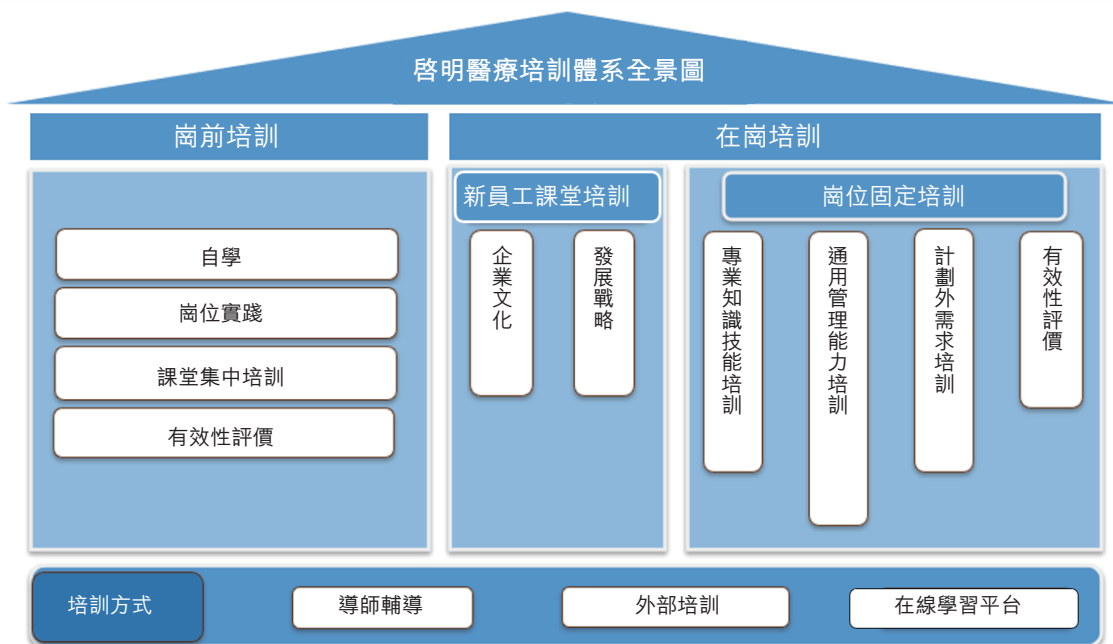 啓明醫療培訓體系全景圖
崗前培訓
在崗培訓
自學
崗位實踐
課堂集中培訓
有效性評價
新員工課堂培訓
企業文化
發展戰略
崗位固定培訓
專業知識技能培訓
通用管理能力培訓
計劃外需求培訓
有效性評價
培訓方式
導師輔導
外部培訓
在線學習平台